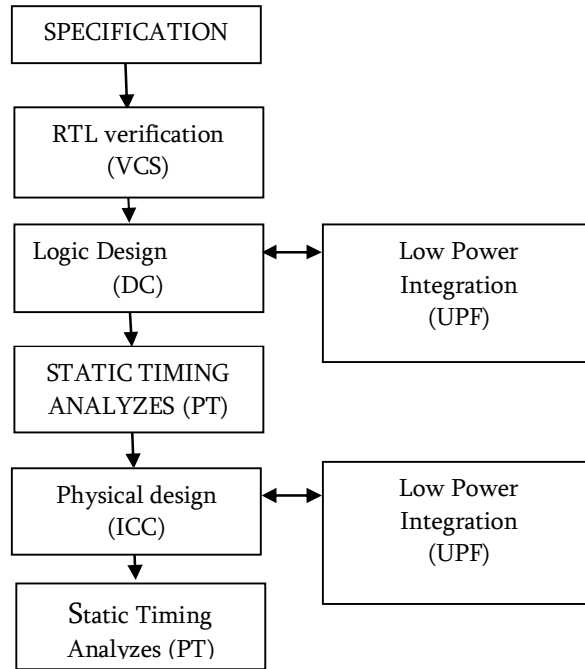 SPECIFICATION
RTL verification
(VCS)
Logic Design
(DC)
Low Power
Integration
(UPF)
STATIC TIMING
ANALYZES (PT)
Physical design
(ICC)
Low Power
Integration
(UPF)
Static Timing
Analyzes (PT)